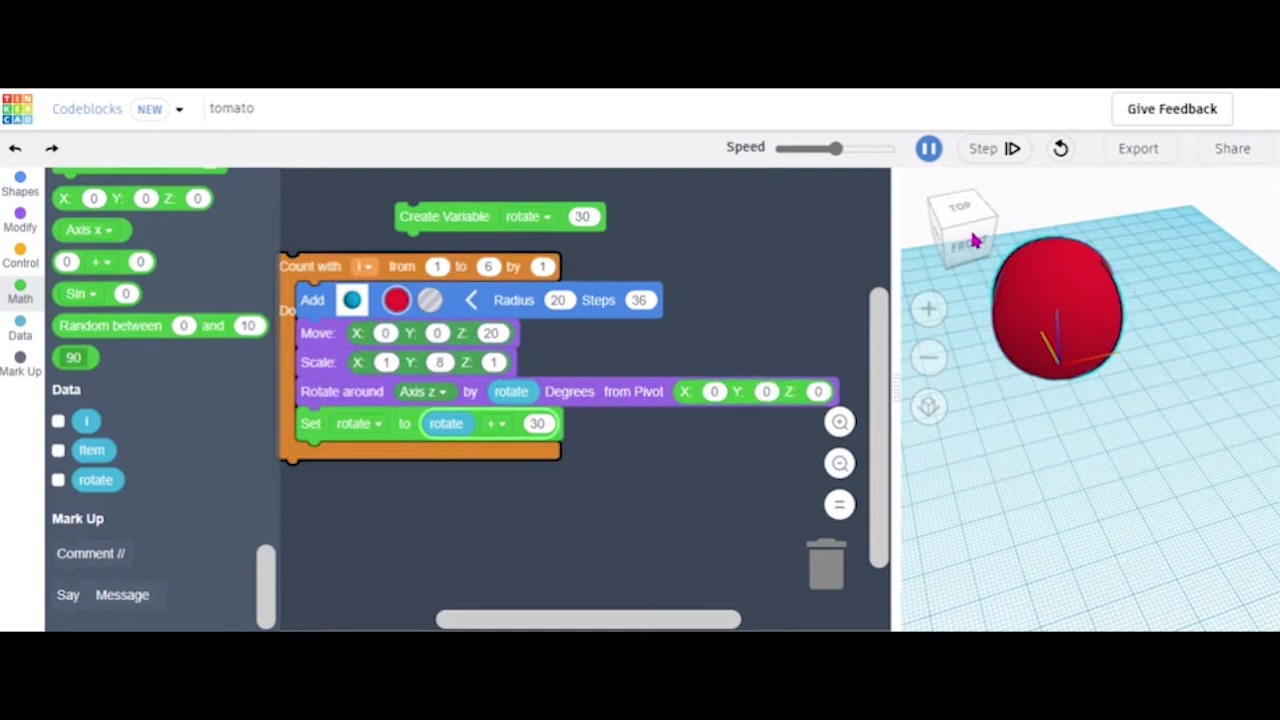 TIN
KER
CAD
Codeblocks NEW tomato
Give Feedback
Speed
Step
Export
Share
Shapes
Modify
Control
Math
Data
Mark Up
X: 0 Y: 0 Z: 0
Axis x
0 + 0
Sin 0
Random between 0 and 10
90
Data
i
Item
rotate
Mark Up
Comment //
Say Message
Create Variable rotate 30
Count with i from 1 to 6 by 1
Do
Add Radius 20 Steps 36
Move: X: 0 Y: 0 Z: 20
Scale: X: 1 Y: .8 Z: 1
Rotate around Axis z by rotate Degrees from Pivot X: 0 Y: 0 Z: 0
Set rotate to rotate + 30
TOP